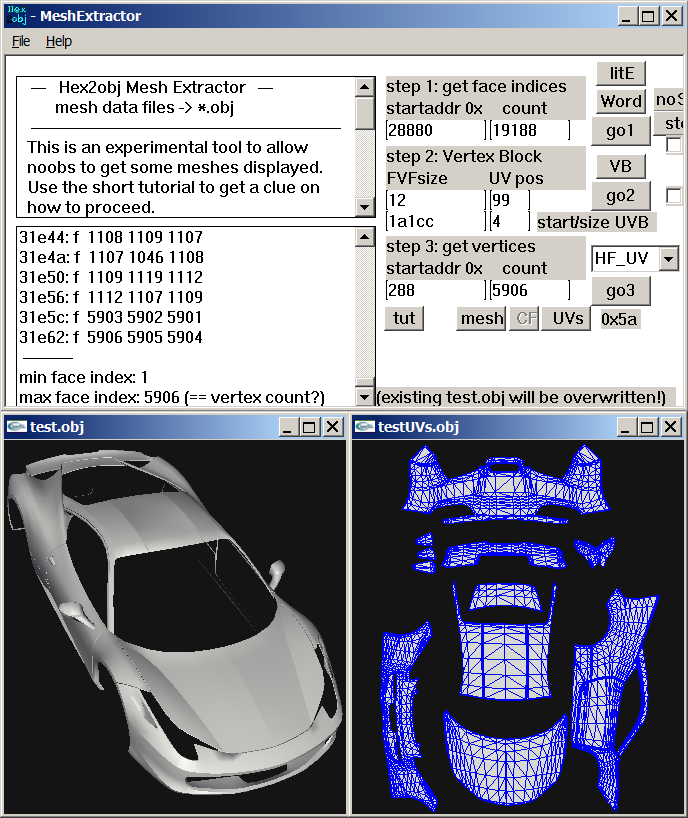 Hex obj - MeshExtractor
File Help
— Hex2obj Mesh Extractor —
mesh data files -> *.obj
This is an experimental tool to allow
noobs to get some meshes displayed.
Use the short tutorial to get a clue on
how to proceed.
31e44: f 1108 1109 1107
31e4a: f 1107 1046 1108
31e50: f 1109 1119 1112
31e56: f 1112 1107 1109
31e5c: f 5903 5902 5901
31e62: f 5906 5905 5904
min face index: 1
max face index: 5906 (== vertex count?)
step 1: get face indices
startaddr 0x count
28880 19188
litE
Word
go1
noS
ste
step 2: Vertex Block
FVFsize UV pos
12 99
1a1cc 4 start/size UVB
VB
go2
step 3: get vertices
startaddr 0x count
288 5906
HF_UV
go3
tut mesh CF UVs 0x5a
(existing test.obj will be overwritten!)
test.obj
testUVs.obj